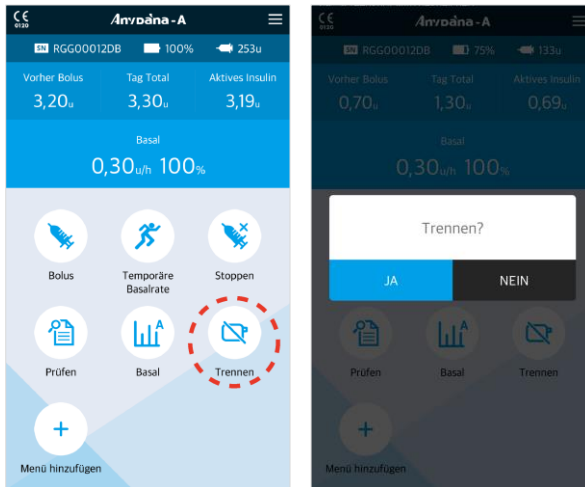 CE 0120
AnyDana-A
SN RGG00012DB 100% 253u
Vorher Bolus Tag Total Aktives Insulin
3,20u 3,30u 3,19u
Basal
0,30u/h 100%
Bolus
Temporäre
Basalrate
Stoppen
A
Prüfen Basal Trennen
Menü hinzufügen
CE 0120
AnyDana-A
SN RGG00012DB 75% 133u
Vorher Bolus Tag Total Aktives Insulin
0,70u 1,30u 0,69u
Basal
0,30u/h 100%
Trennen?
JA NEIN
A
Prüfen Basal Trennen
Menü hinzufügen